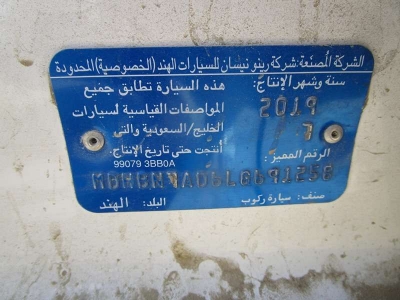 الشركة المصنعة: شركة رينو نيسان للسيارات الهند (الخصوصية) المحدودة
سنة وشهر الإنتاج:
2019
/ 7
هذه السيارة تطابق جميع
المواصفات القياسية لسيارات
الخليج/السعودية والتي
أنتجت حتى تاريخ الإنتاج:
الرقم المميز:
99079 3BB0A
صنف: سيارة ركوب
البلد: الهند